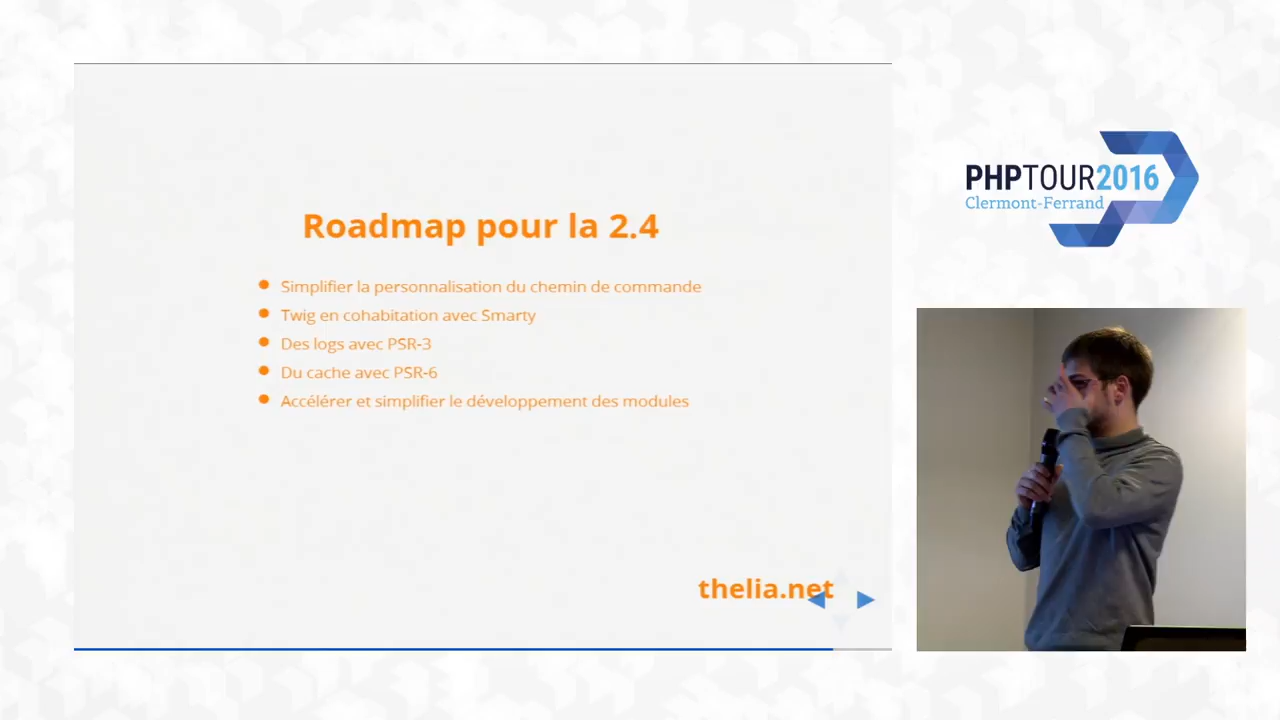 Roadmap pour la 2.4
Simplifier la personnalisation du chemin de commande
Twig en cohabitation avec Smarty
Des logs avec PSR-3
Du cache avec PSR-6
Accélérer et simplifier le développement des modules
thelia.net
PHPTOUR2016
Clermont-Ferrand